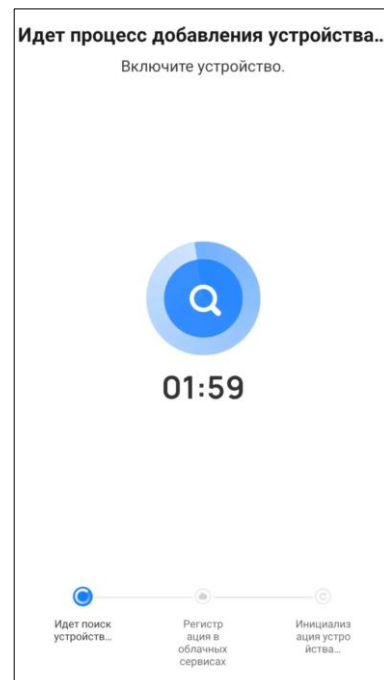 Идет процесс добавления устройства...
Включите устройство.
01:59
Идет поиск
устройств...
Регистр
ация в
облачных
сервисах
Инициализ
ация устро
йства...